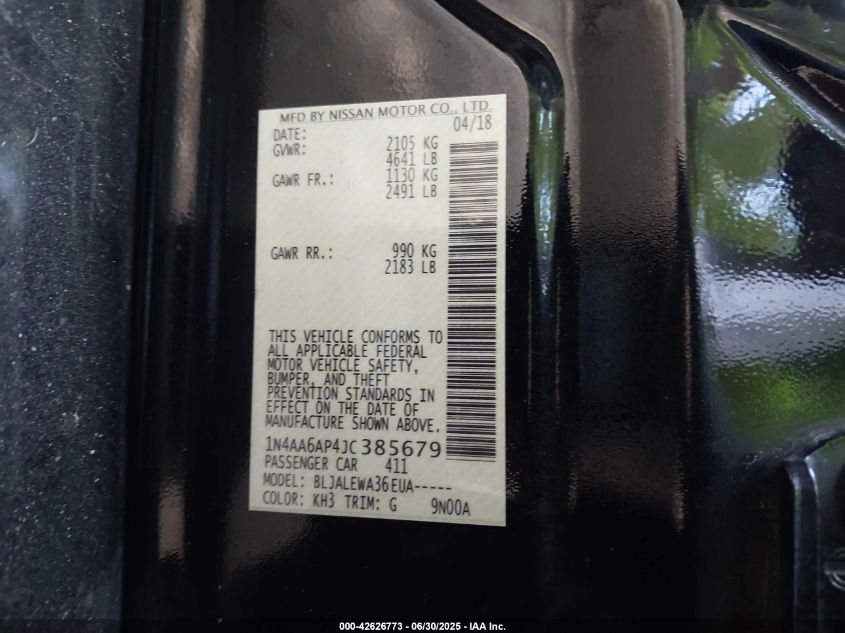 MFD BY NISSAN MOTOR CO., LTD.
DATE: 04/18
GVWR: 2105 KG
4641 LB
GAWR FR.: 1130 KG
2491 LB
GAWR RR.: 990 KG
2183 LB
THIS VEHICLE CONFORMS TO
ALL APPLICABLE FEDERAL
MOTOR VEHICLE SAFETY,
BUMPER, AND THEFT
PREVENTION STANDARDS IN
EFFECT ON THE DATE OF
MANUFACTURE SHOWN ABOVE.
1N4AA6AP4JC385679
PASSENGER CAR 411
MODEL: BLJALEWA36EUA-----
COLOR: KH3 TRIM: G 9N00A
000-42626773 - 06/30/2025 - IAA Inc.